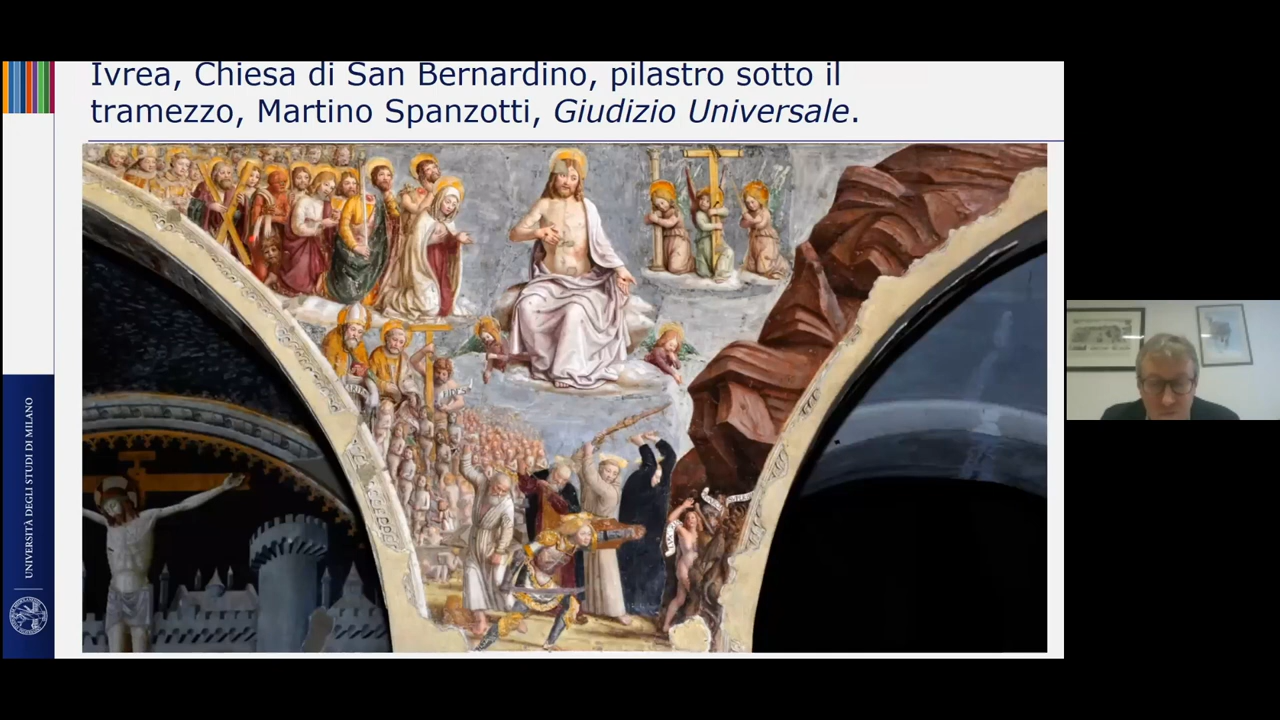 Ivrea, Chiesa di San Bernardino, pilastro sotto il
tramezzo, Martino Spanzotti, Giudizio Universale.
UNIVERSITÀ DEGLI STUDI DI MILANO